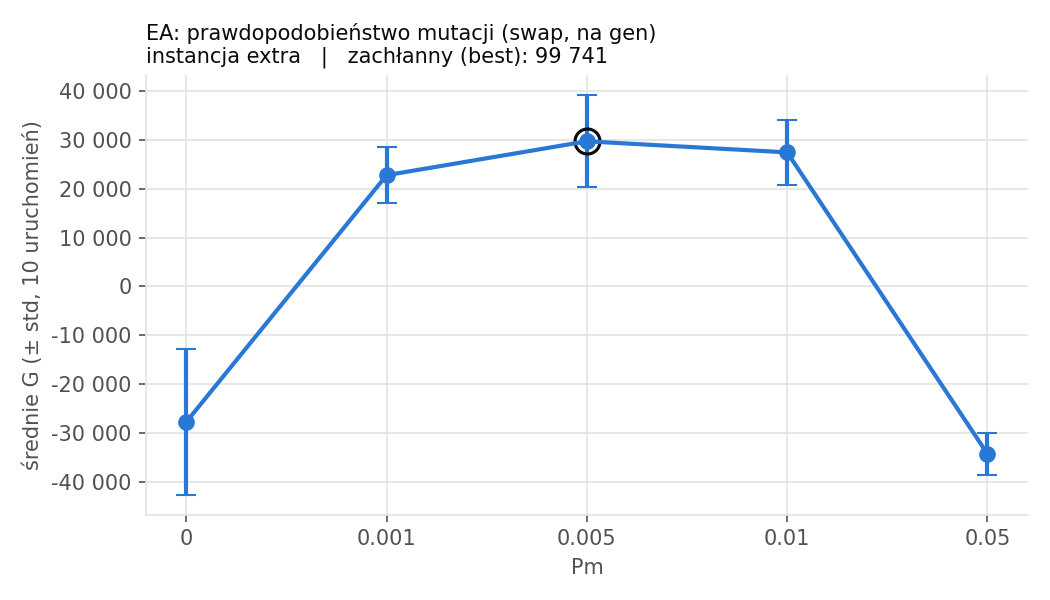 EA: prawdopodobieństwo mutacji (swap, na gen)
instancja extra | zachłanny (best): 99 741
średnie G (± std, 10 uruchomień)
40 000
30 000
20 000
10 000
0
-10 000
-20 000
-30 000
-40 000
0 0.001 0.005 0.01 0.05
Pm